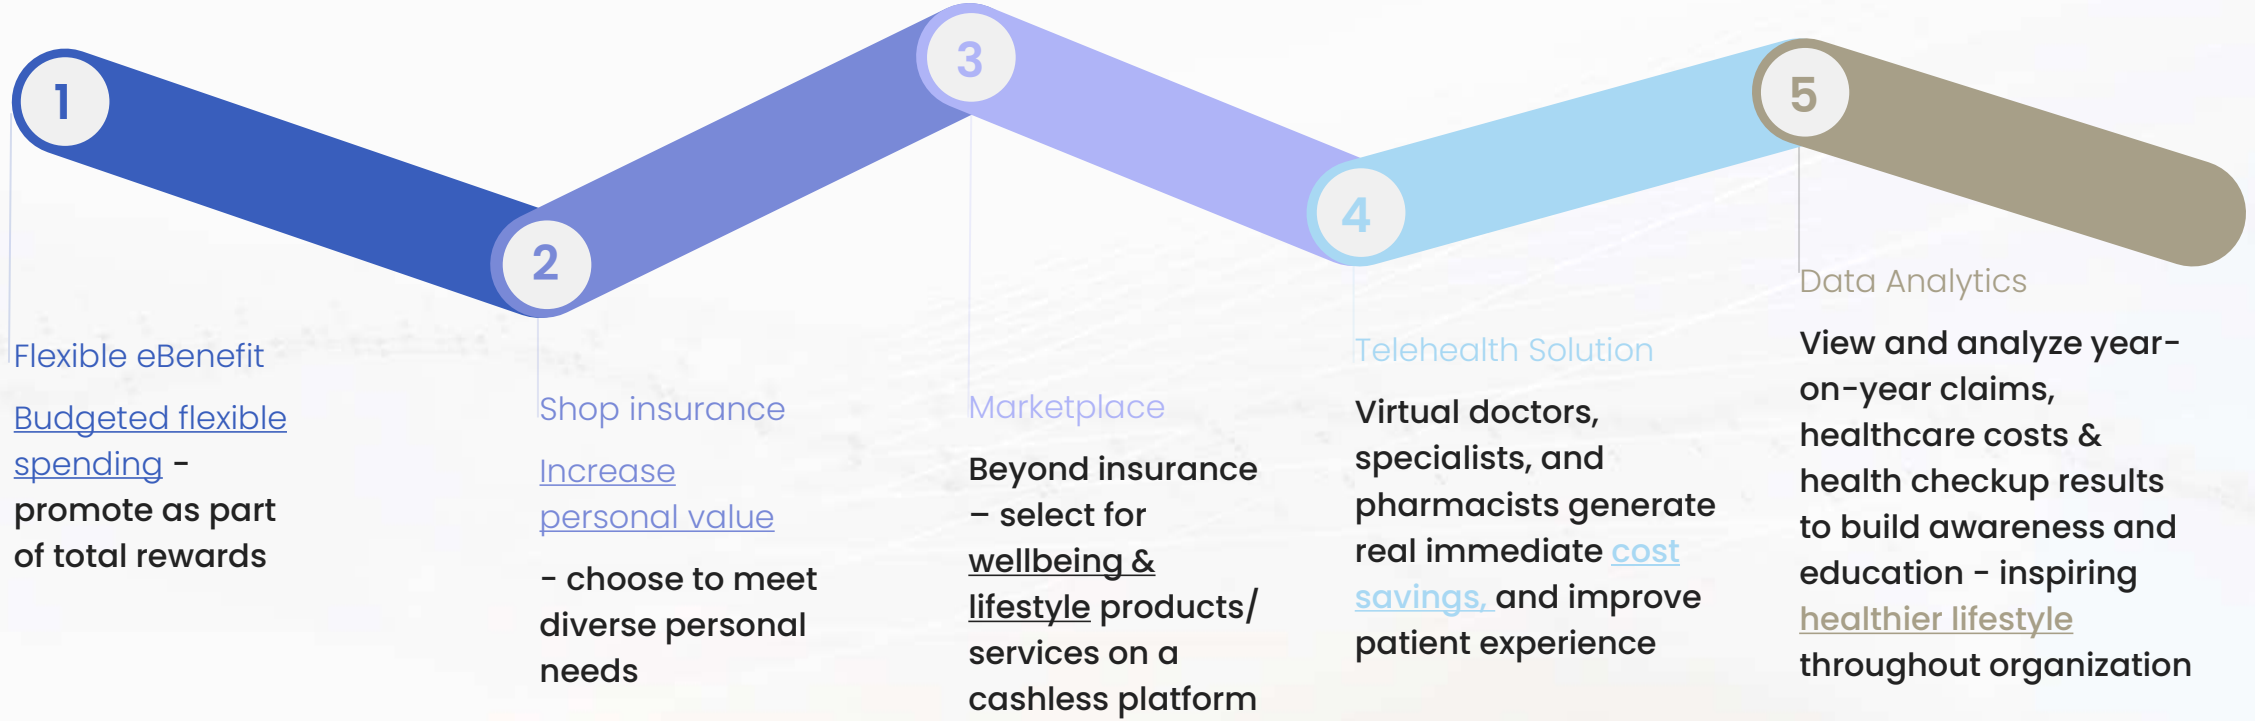 1
Flexible eBenefit
Budgeted flexible
spending -
promote as part
of total rewards
2
Shop insurance
Increase
personal value
- choose to meet
diverse personal
needs
3
Marketplace
Beyond insurance
– select for
wellbeing &
lifestyle products/
services on a
cashless platform
4
Telehealth Solution
Virtual doctors,
specialists, and
pharmacists generate
real immediate cost
savings, and improve
patient experience
5
Data Analytics
View and analyze year-
on-year claims,
healthcare costs &
health checkup results
to build awareness and
education - inspiring
healthier lifestyle
throughout organization